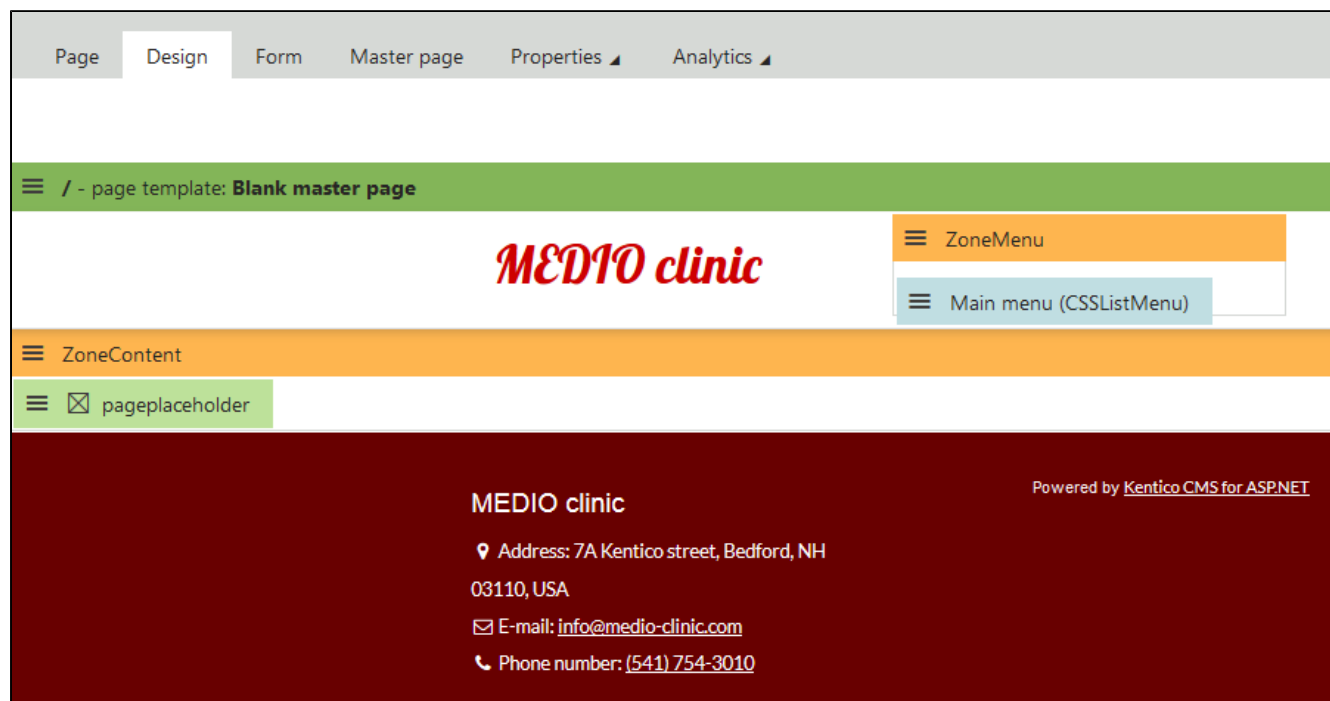 Page Design Form Master page Properties Analytics
/ - page template: Blank master page
MEDIO clinic
ZoneMenu
Main menu (CSSListMenu)
ZoneContent
pageplaceholder
MEDIO clinic
Address: 7A Kentico street, Bedford, NH
03110, USA
E-mail: info@medio-clinic.com
Phone number: (541) 754-3010
Powered by Kentico CMS for ASP.NET